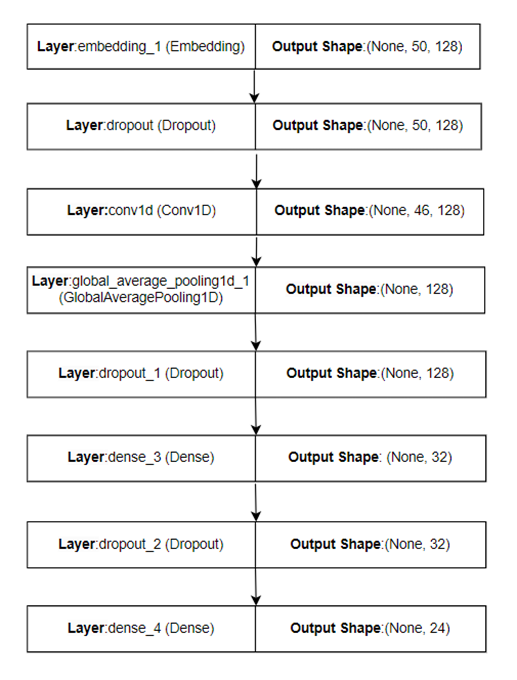 Layer:embedding_1 (Embedding) Output Shape:(None, 50, 128)
Layer:dropout (Dropout) Output Shape:(None, 50, 128)
Layer:conv1d (Conv1D) Output Shape:(None, 46, 128)
Layer:global_average_pooling1d_1
(GlobalAveragePooling1D)
Output Shape:(None, 128)
Layer:dropout_1 (Dropout) Output Shape:(None, 128)
Layer:dense_3 (Dense) Output Shape: (None, 32)
Layer:dropout_2 (Dropout) Output Shape:(None, 32)
Layer:dense_4 (Dense) Output Shape:(None, 24)